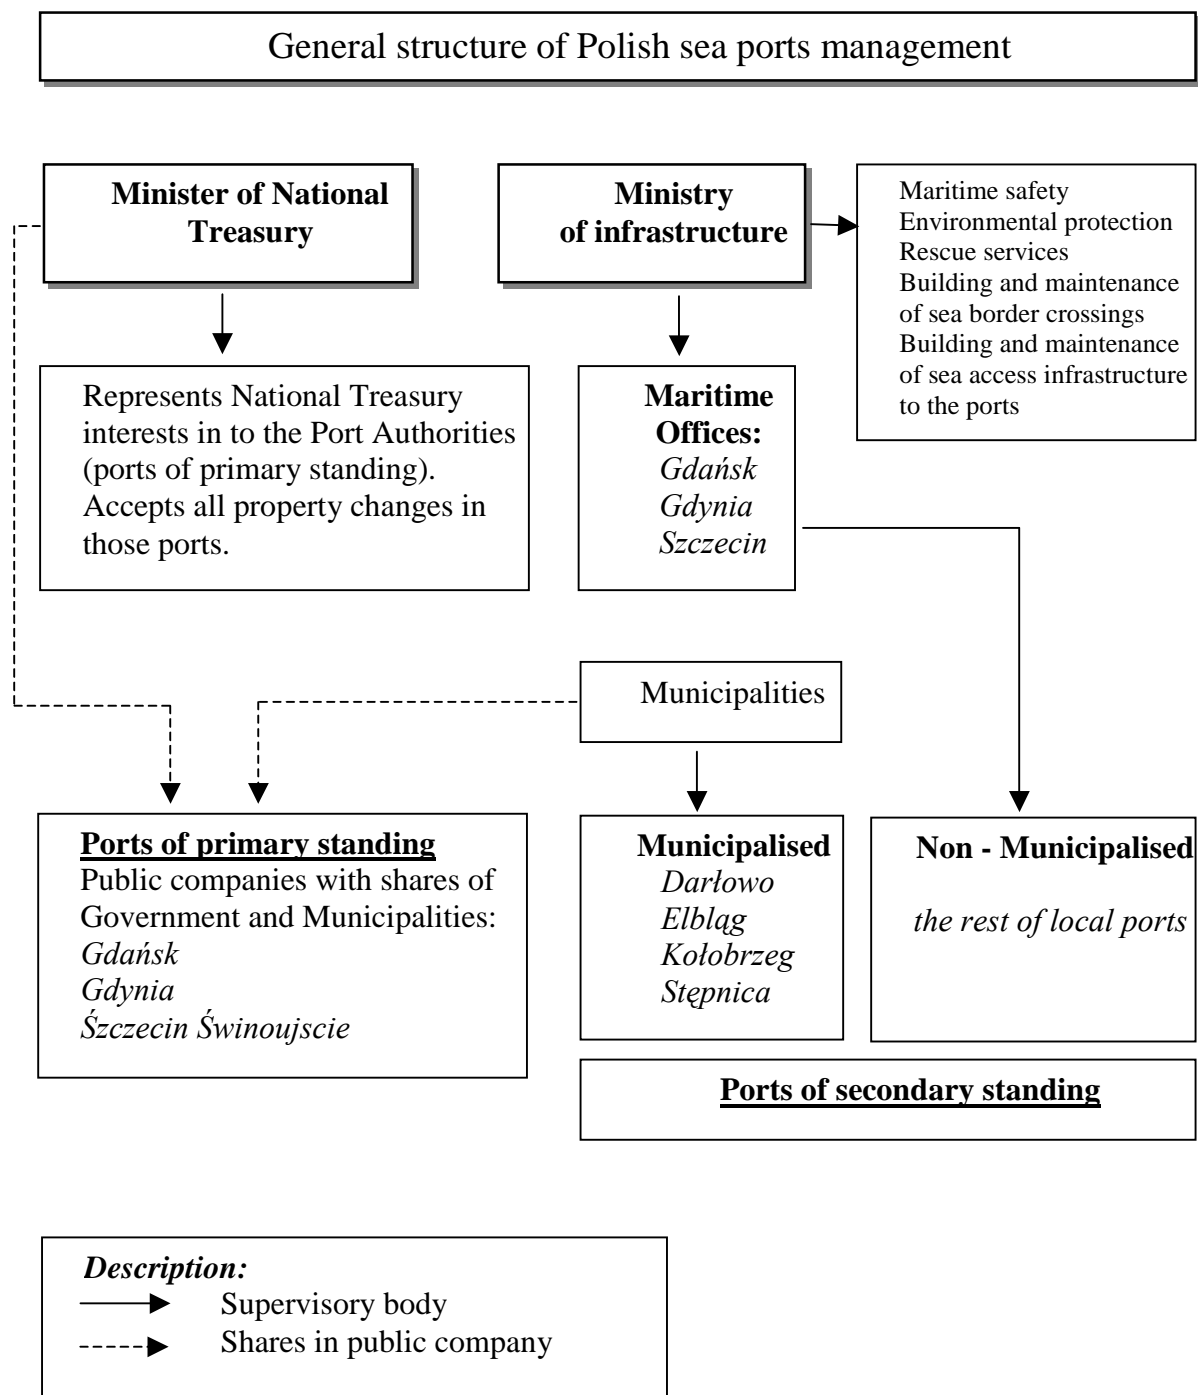 General structure of Polish sea ports management
Minister of National
Treasury
Ministry
of infrastructure
Maritime safety
Environmental protection
Rescue services
Building and maintenance
of sea border crossings
Building and maintenance
of sea access infrastructure
to the ports
Represents National Treasury
interests in to the Port Authorities
(ports of primary standing).
Accepts all property changes in
those ports.
Maritime
Offices:
Gdańsk
Gdynia
Szczecin
Municipalities
Ports of primary standing
Public companies with shares of
Government and Municipalities:
Gdańsk
Gdynia
Śzczecin Świnoujscie
Municipalised
Darłowo
Elbląg
Kołobrzeg
Stępnica
Non - Municipalised
the rest of local ports
Ports of secondary standing
Description:
Supervisory body
Shares in public company